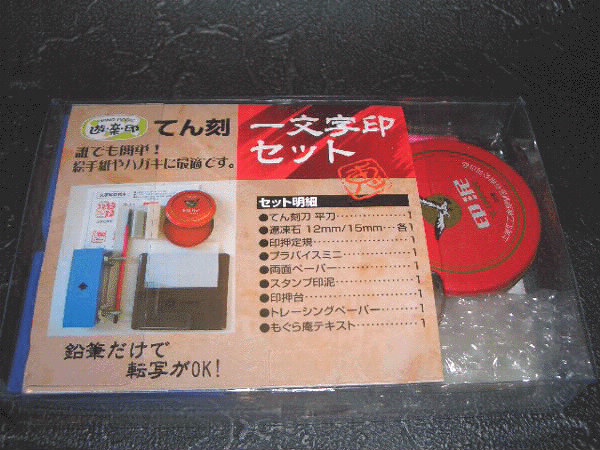 遊・楽・印
てん刻
一文字印
セット
誰でも簡単！
絵手紙やハガキに最適です。
セット明細
●てん刻刀 平刀…………1
●遼凍石 12mm/15mm…各1
●印押定規………………1
●プラバイスミニ…………1
●両面ペーパー……………1
●スタンプ印泥……………1
●印押台……………………1
●トレーシングペーパー……1
●もぐら庵テキスト…………1
鉛筆だけで
転写がOK!
印泥